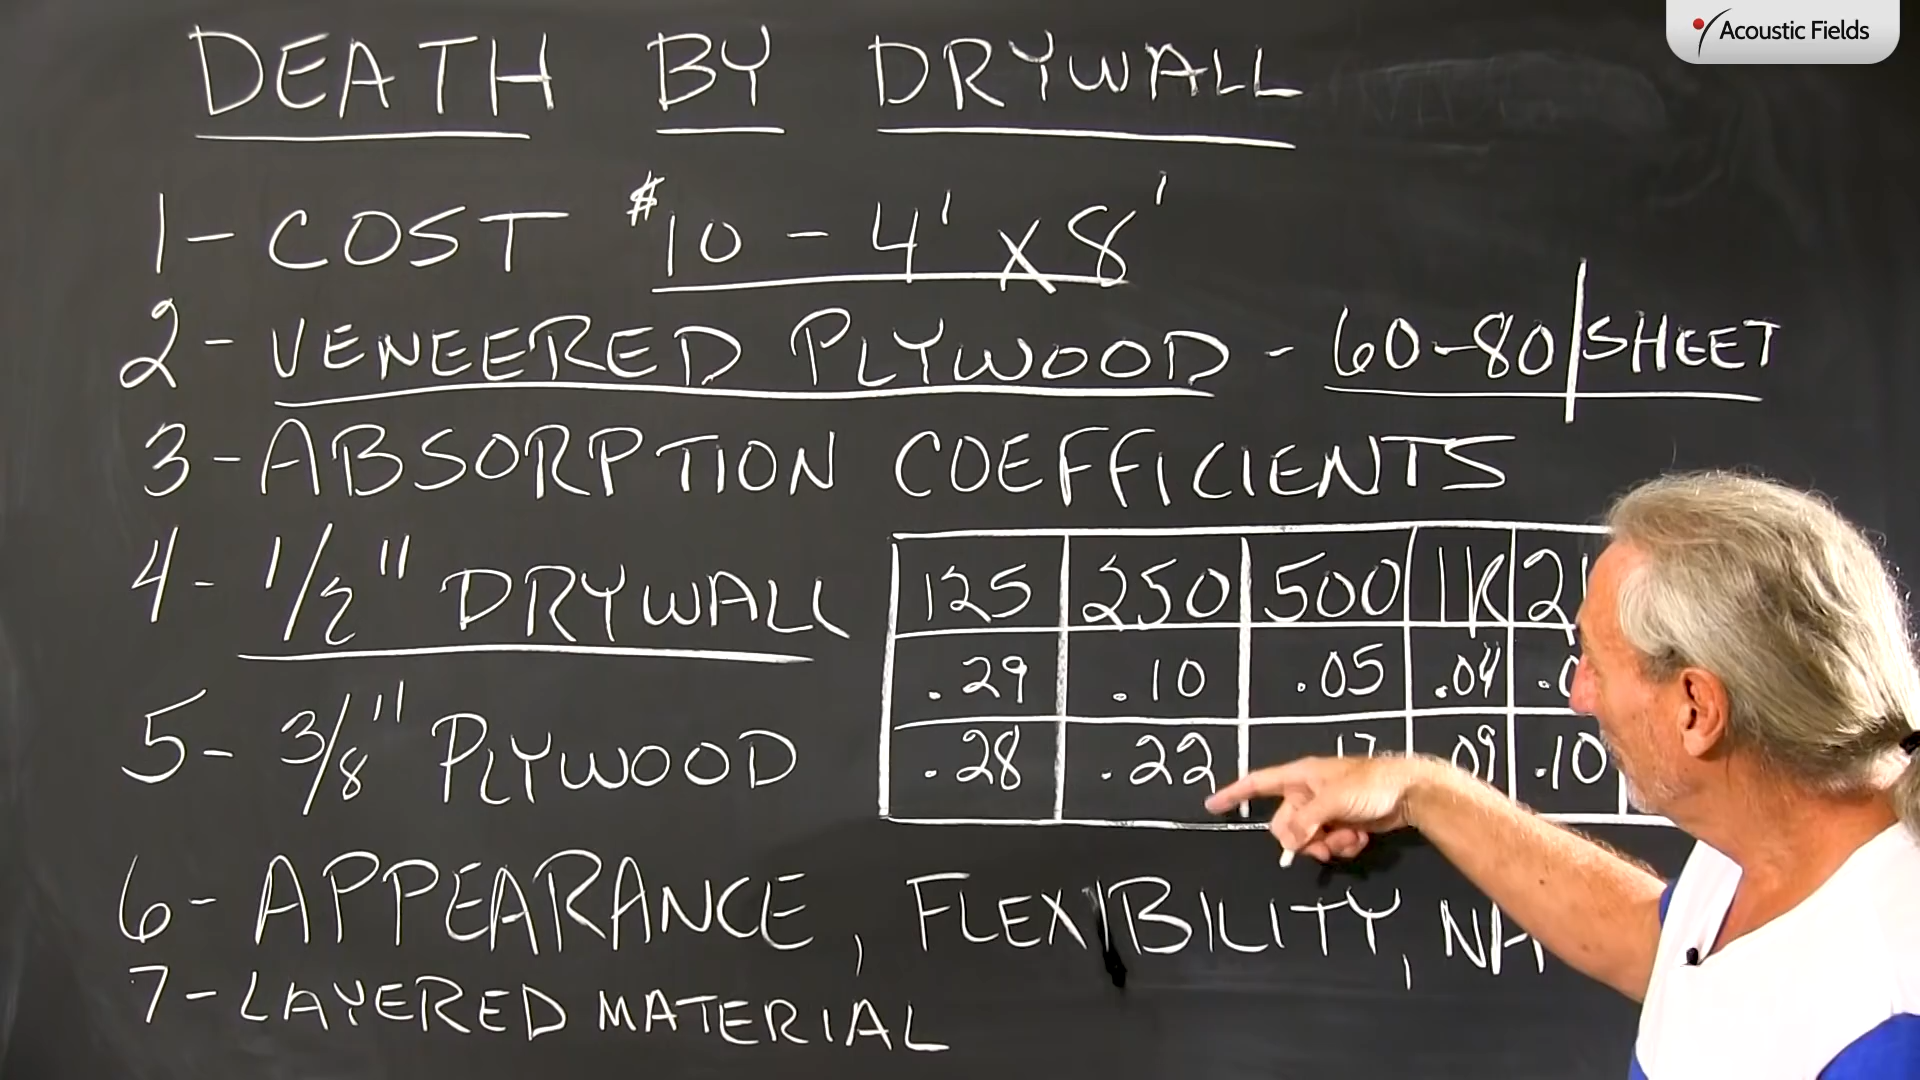 Acoustic Fields
DEATH BY DRYWALL
1- COST $10 - 4' x 8'
2- VENEERED PLYWOOD - 60-80/SHEET
3- ABSORPTION COEFFICIENTS
4- 1/2" DRYWALL
125 250 500 1K
.29 .10 .05 .04
5- 3/8" PLYWOOD
.28 .22 .09 .10
6- APPEARANCE, FLEXIBILITY,
7- LAYERED MATERIAL